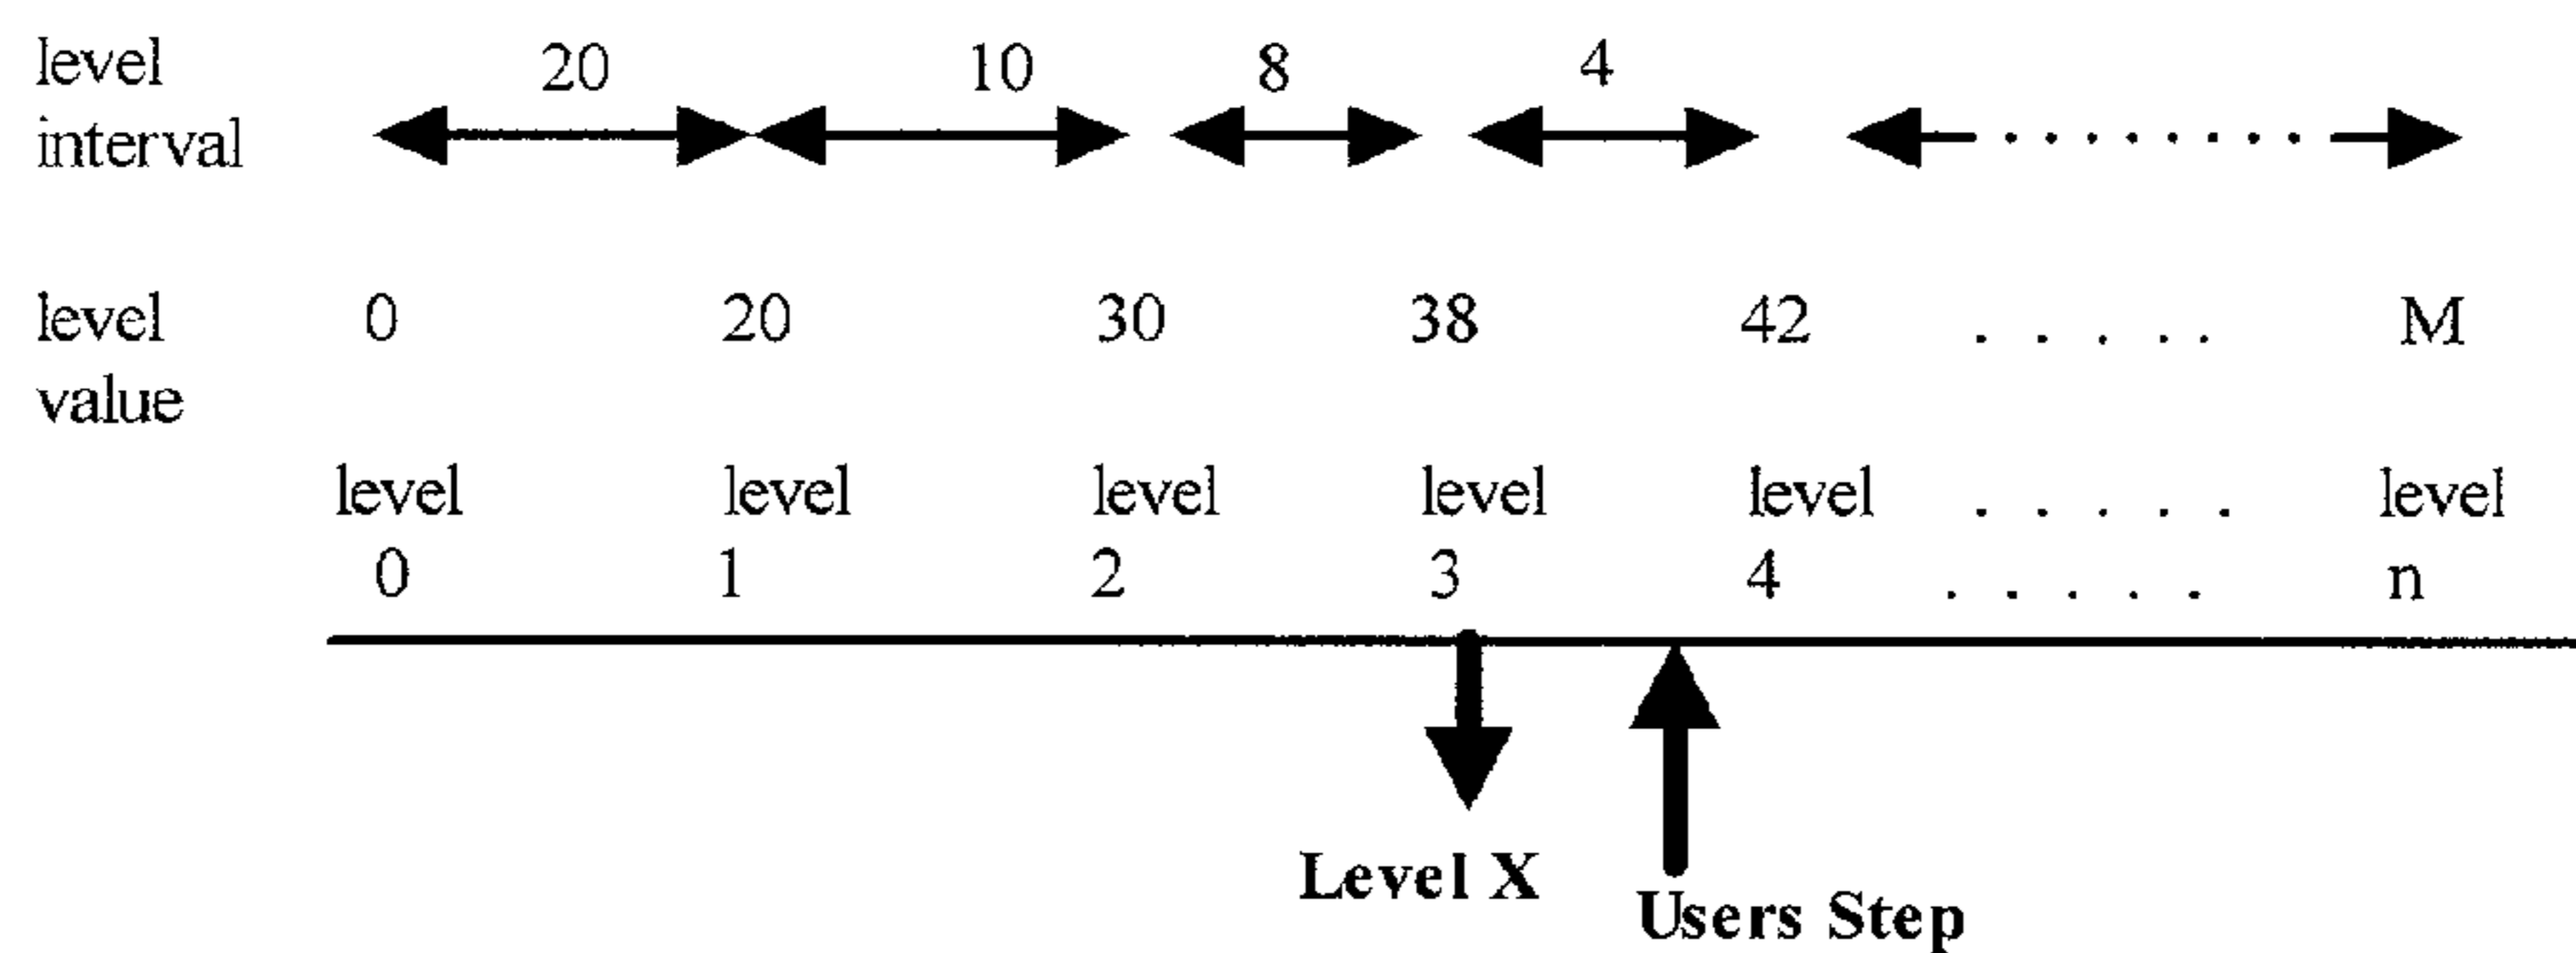 level 20 10 8 4
interval
level 0 20 30 38 42 . . . . . M
value
level level level level level . . . . . level
0 1 2 3 4 . . . . . n
Level X
Users Step